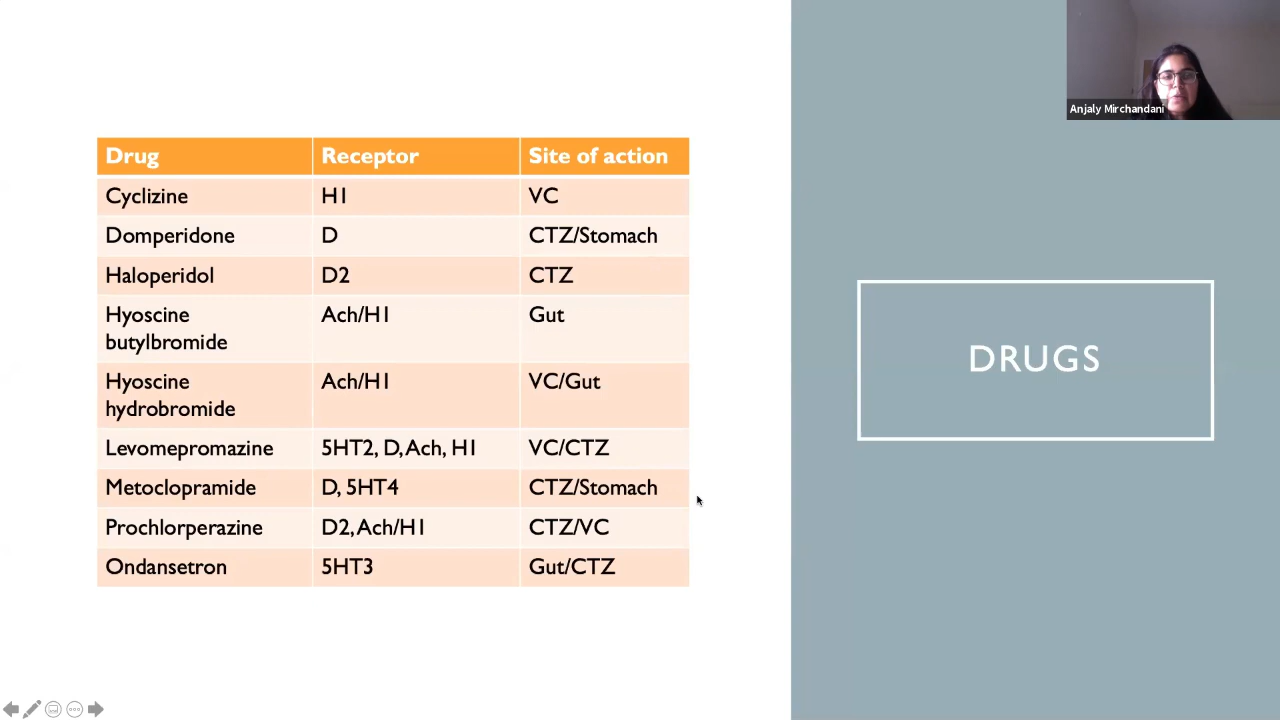 Anjaly Mirchandani
Drug Receptor Site of action
Cyclizine H1 VC
Domperidone D CTZ/Stomach
Haloperidol D2 CTZ
Hyoscine butylbromide Ach/H1 Gut
Hyoscine hydrobromide Ach/H1 VC/Gut
Levomepromazine 5HT2, D, Ach, H1 VC/CTZ
Metoclopramide D, 5HT4 CTZ/Stomach
Prochlorperazine D2, Ach/H1 CTZ/VC
Ondansetron 5HT3 Gut/CTZ
DRUGS